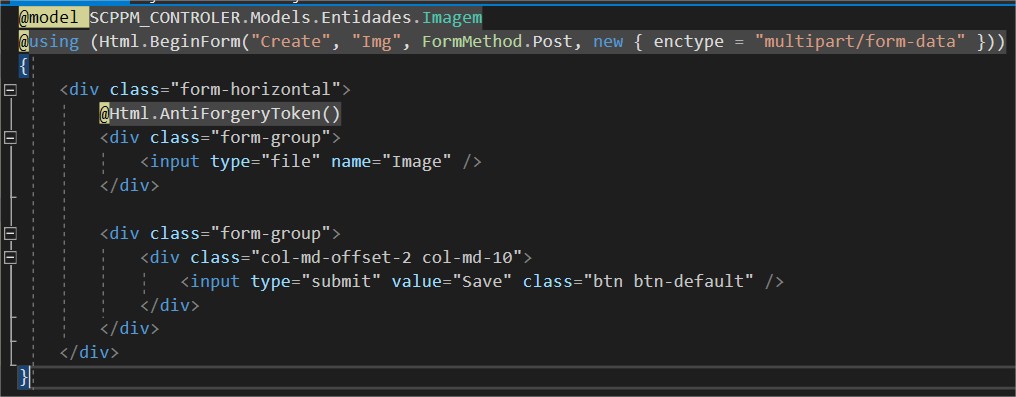 @model SCPPM_CONTROLER.Models.Entidades.Imagem
@using (Html.BeginForm("Create", "Img", FormMethod.Post, new { enctype = "multipart/form-data" }))
{
    <div class="form-horizontal">
        @Html.AntiForgeryToken()
        <div class="form-group">
            <input type="file" name="Image" />
        </div>

        <div class="form-group">
            <div class="col-md-offset-2 col-md-10">
                <input type="submit" value="Save" class="btn btn-default" />
            </div>
        </div>
    </div>
}